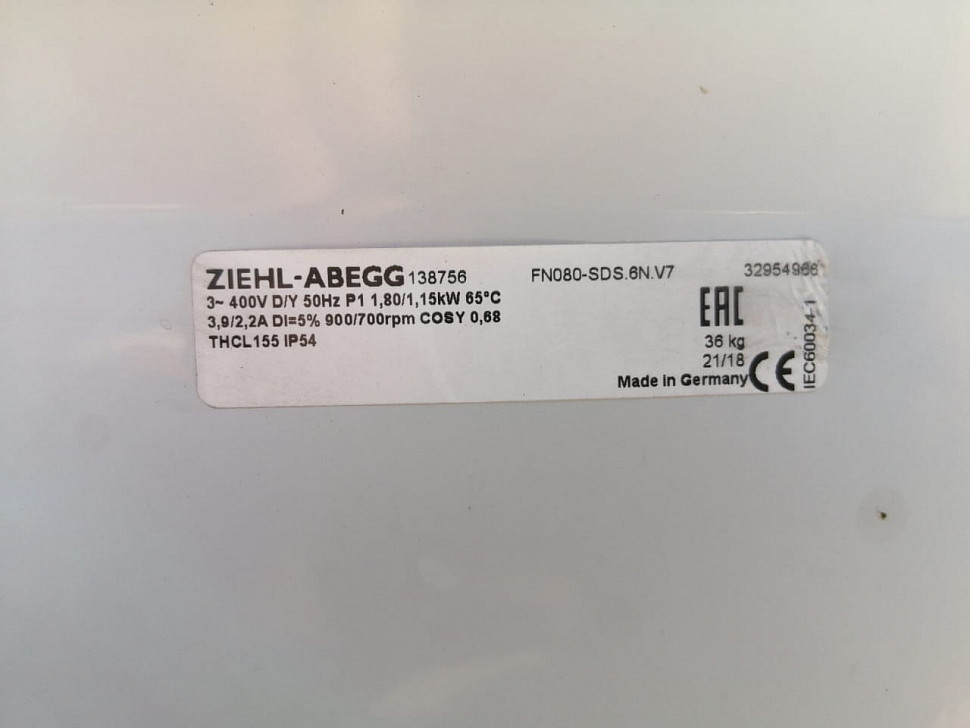 ZIEHL-ABEGG 138756 FN080-SDS.6N.V7 32954966
3~ 400V D/Y 50Hz P1 1,80/1,15kW 65°C
3,9/2,2A DI=5% 900/700rpm COSY 0,68
THCL155 IP54
EAC
36 kg
21/18
Made in Germany CE
IEC60034-1